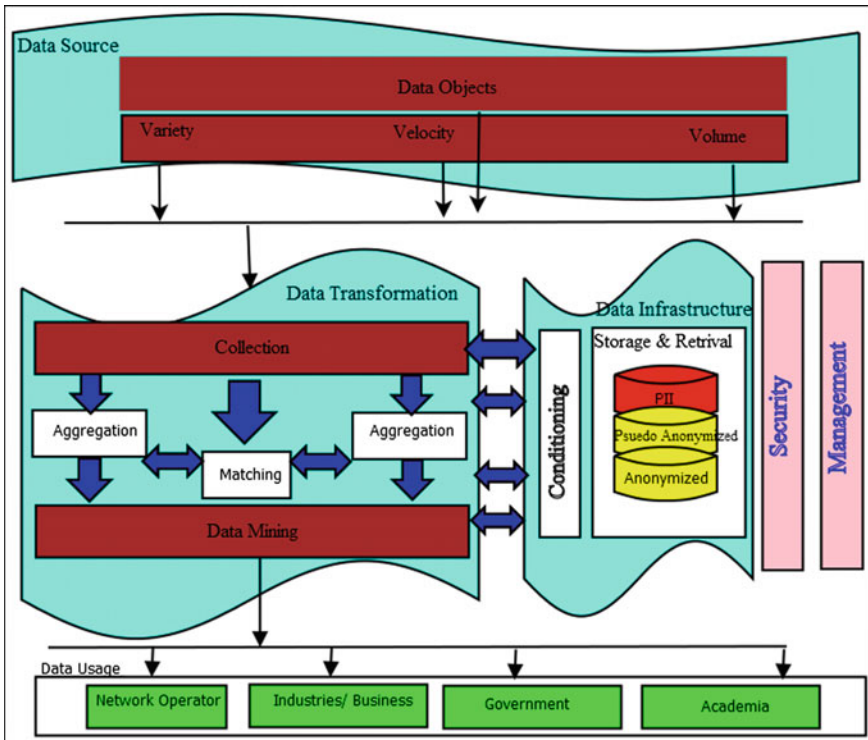 Data Source
Data Objects
Variety
Velocity
Volume
Data Transformation
Collection
Aggregation
Aggregation
Matching
Data Mining
Data Infrastructure
Conditioning
Storage & Retrival
PII
Psuedo Anonymized
Anonymized
Security
Management
Data Usage
Network Operator
Industries/ Business
Government
Academia